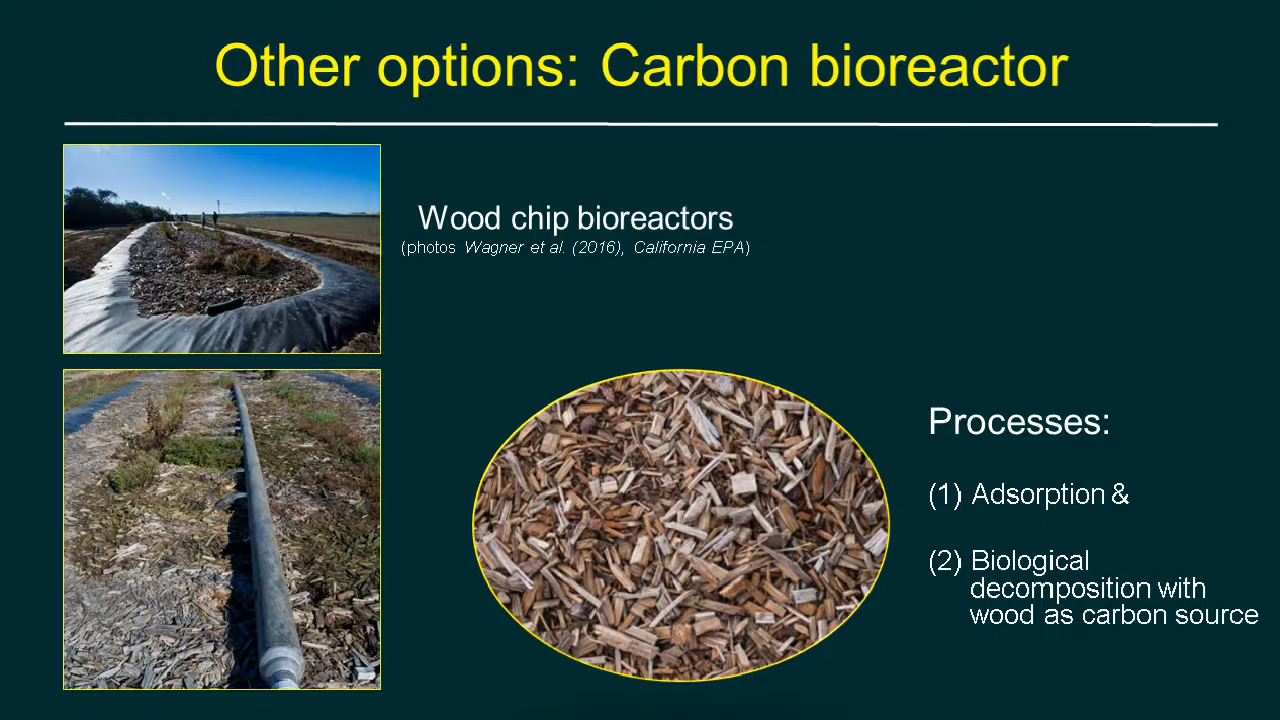 Other options: Carbon bioreactor
Wood chip bioreactors
(photos Wagner et al. (2016), California EPA)
Processes:
(1) Adsorption &
(2) Biological
decomposition with
wood as carbon source